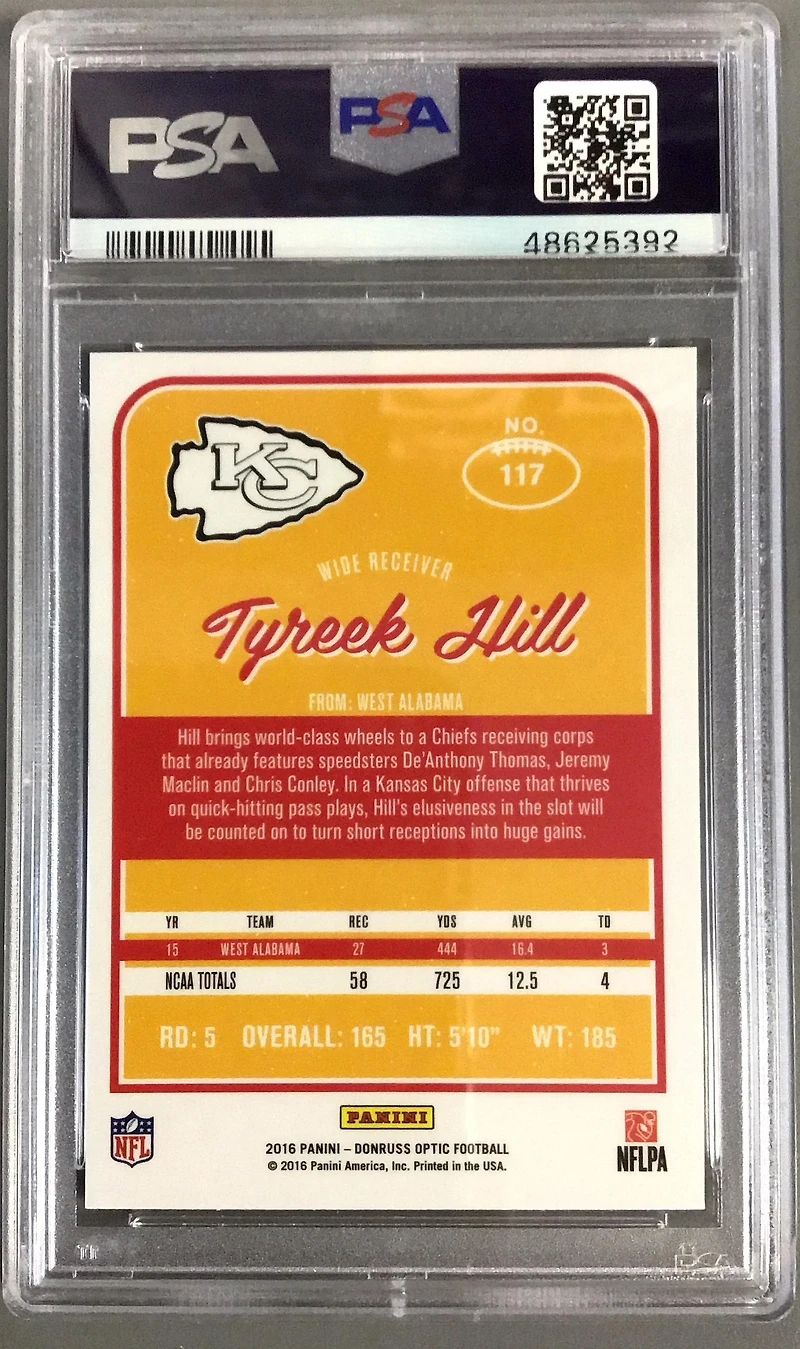 PSA PSA
48625392
KC
NO.
117
WIDE RECEIVER
Tyreek Hill
FROM: WEST ALABAMA
Hill brings world-class wheels to a Chiefs receiving corps
that already features speedsters De'Anthony Thomas, Jeremy
Maclin and Chris Conley. In a Kansas City offense that thrives
on quick-hitting pass plays, Hill's elusiveness in the slot will
be counted on to turn short receptions into huge gains.
YR TEAM REC YDS AVG TD
15 WEST ALABAMA 27 444 16.4 3
NCAA TOTALS 58 725 12.5 4
RD: 5 OVERALL: 165 HT: 5'10" WT: 185
PANINI
NFL
2016 PANINI – DONRUSS OPTIC FOOTBALL
© 2016 Panini America, Inc. Printed in the USA.
NFLPA
PSA